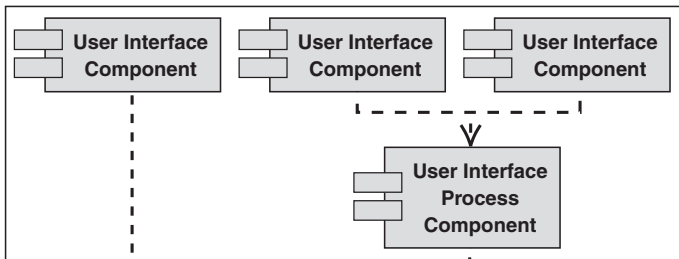 User Interface
Component
User Interface
Component
User Interface
Component
User Interface
Process
Component